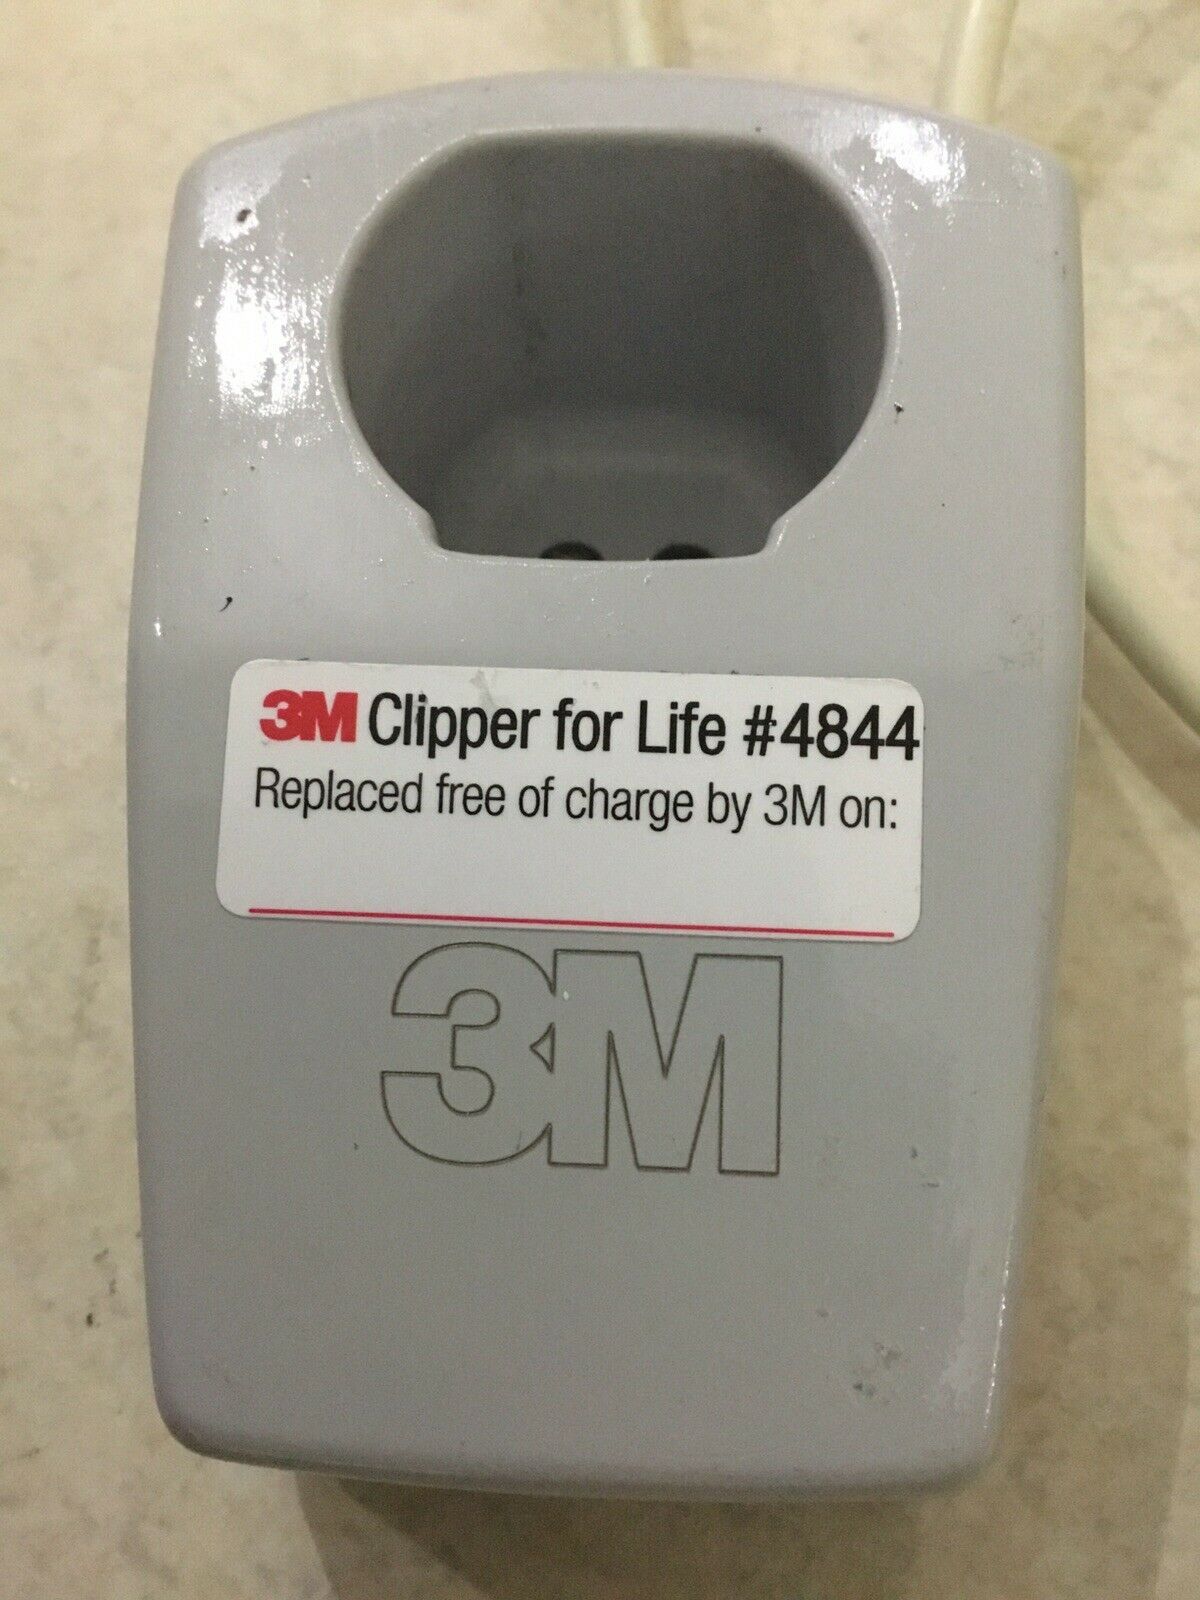 3M Clipper for Life #4844
Replaced free of charge by 3M on:
3M